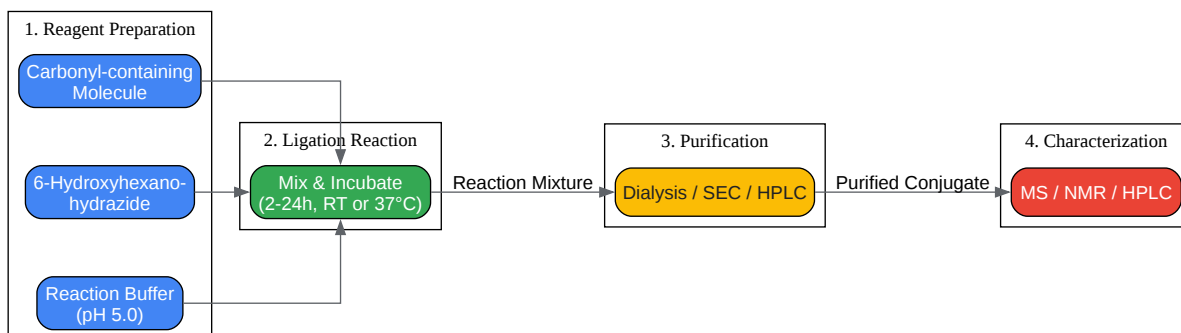 1. Reagent Preparation
Carbonyl-containing
Molecule
6-Hydroxyhexano-
hydrazide
Reaction Buffer
(pH 5.0)
2. Ligation Reaction
Mix & Incubate
(2-24h, RT or 37°C)
Reaction Mixture
3. Purification
Dialysis / SEC / HPLC
Purified Conjugate
4. Characterization
MS / NMR / HPLC